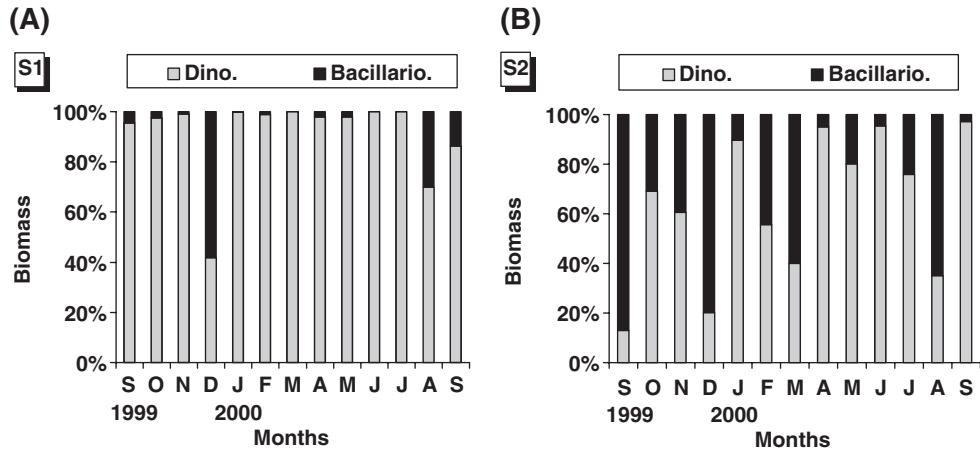 (A)
S1
Dino. Bacillario.
100%
80%
60%
40%
20%
0%
Biomass
S O N D J F M A M J J A S
1999 2000
Months
(B)
S2
Dino. Bacillario.
100%
80%
60%
40%
20%
0%
Biomass
S O N D J F M A M J J A S
1999 2000
Months